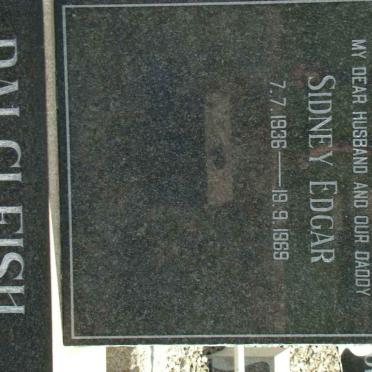 MY DEAR HUSBAND AND OUR DADDY
SIDNEY EDGAR
7.7.1936 — 19.9.1969
DALGLEISH